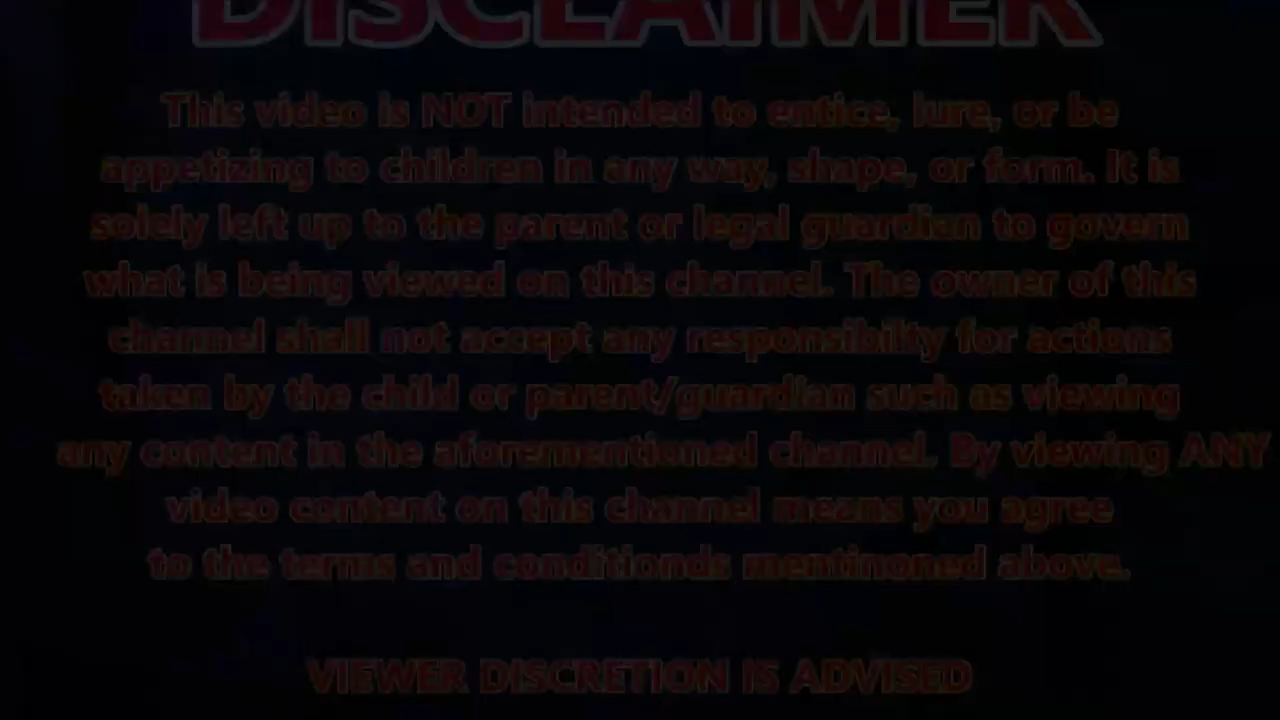 DISCLAIMER
This video is NOT intended to entice, lure, or be
appetizing to children in any way, shape, or form. It is
solely left up to the parent or legal guardian to govern
what is being viewed on this channel. The owner of this
channel shall not accept any responsibility for actions
taken by the child or parent/guardian such as viewing
any content in the aforementioned channel. By viewing ANY
video content on this channel means you agree
to the terms and conditionds mentinoned above.
VIEWER DISCRETION IS ADVISED